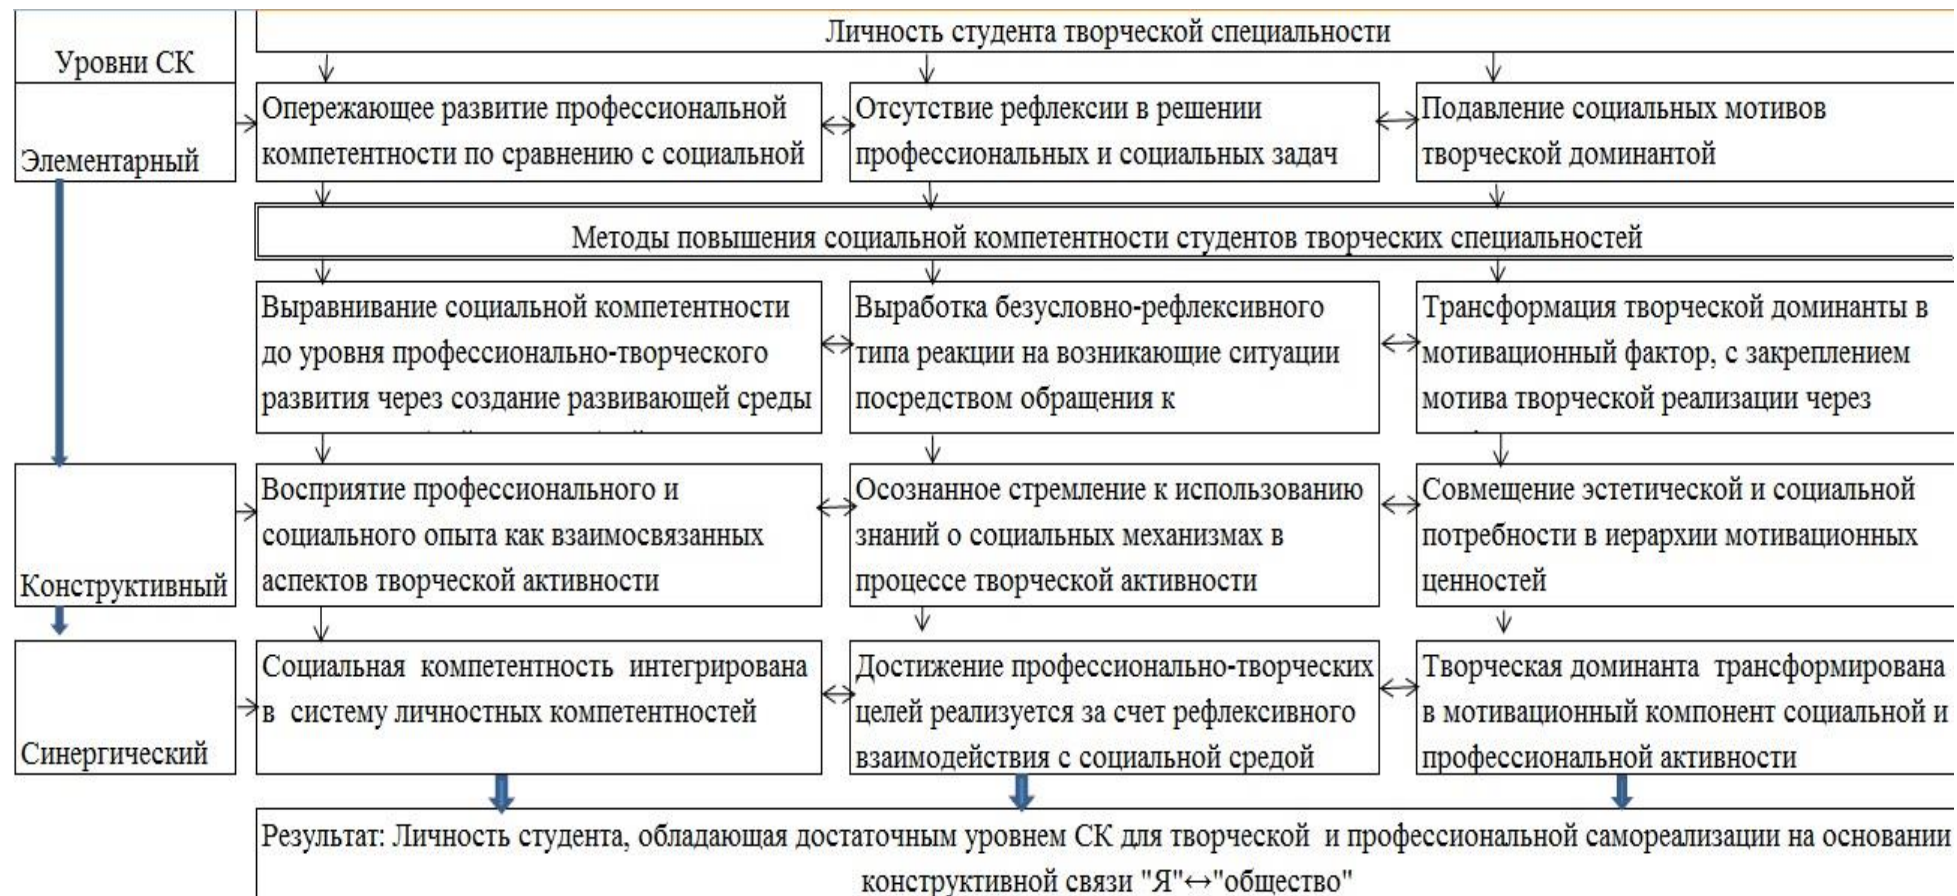 Уровни СК
Личность студента творческой специальности
Элементарный
Опережающее развитие профессиональной
компетентности по сравнению с социальной
Отсутствие рефлексии в решении
профессиональных и социальных задач
Подавление социальных мотивов
творческой доминантой
Методы повышения социальной компетентности студентов творческих специальностей
Выравнивание социальной компетентности
до уровня профессионально-творческого
развития через создание развивающей среды
Выработка безусловно-рефлексивного
типа реакции на возникающие ситуации
посредством обращения к
Трансформация творческой доминанты в
мотивационный фактор, с закреплением
мотива творческой реализации через
Конструктивный
Восприятие профессионального и
социального опыта как взаимосвязанных
аспектов творческой активности
Осознанное стремление к использованию
знаний о социальных механизмах в
процессе творческой активности
Совмещение эстетической и социальной
потребности в иерархии мотивационных
ценностей
Синергический
Социальная компетентность интегрирована
в систему личностных компетентностей
Достижение профессионально-творческих
целей реализуется за счет рефлексивного
взаимодействия с социальной средой
Творческая доминанта трансформирована
в мотивационный компонент социальной и
профессиональной активности
Результат: Личность студента, обладающая достаточным уровнем СК для творческой и профессиональной самореализации на основании
конструктивной связи "Я"↔"общество"